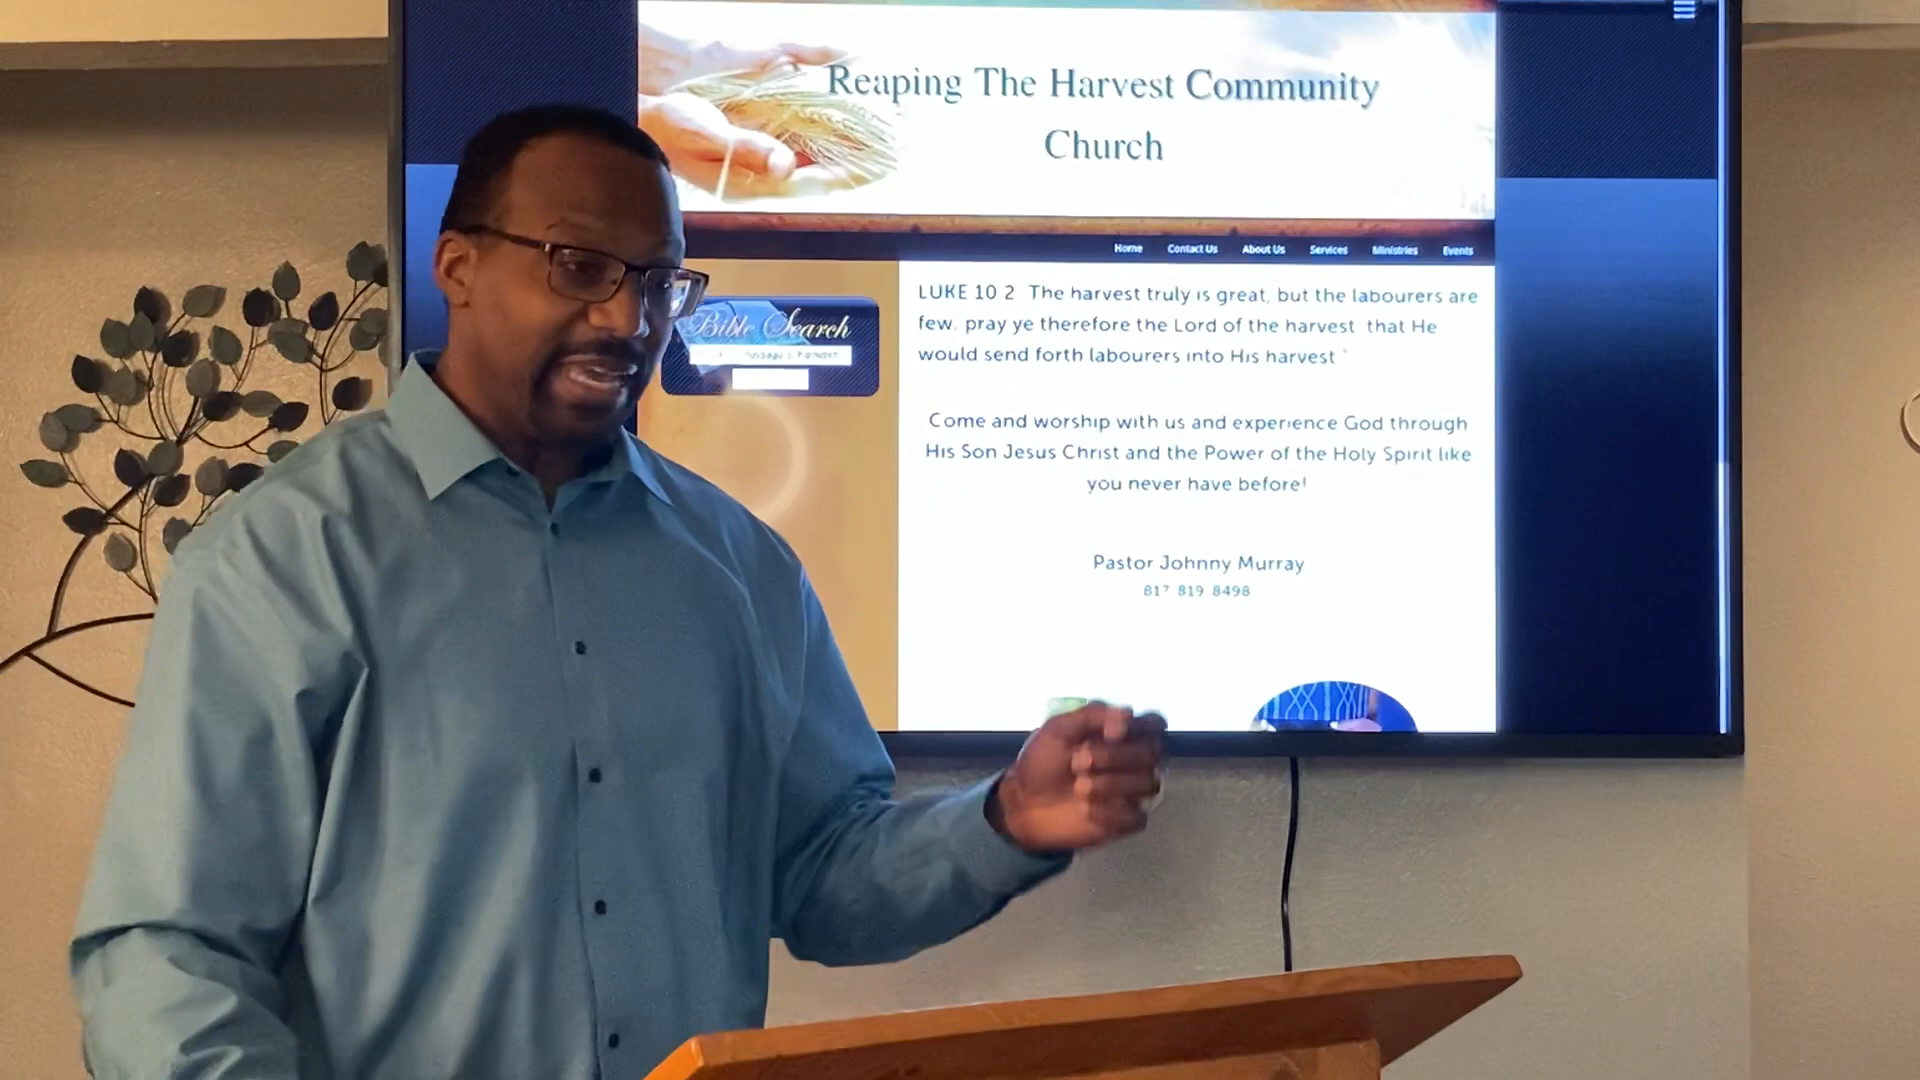 Reaping The Harvest Community
Church
Home Contact Us About Us Services Ministries Events
Bible Search
LUKE 10 2 The harvest truly is great, but the labourers are
few, pray ye therefore the Lord of the harvest that He
would send forth labourers into His harvest "
Come and worship with us and experience God through
His Son Jesus Christ and the Power of the Holy Spirit like
you never have before!
Pastor Johnny Murray
817 819 8498